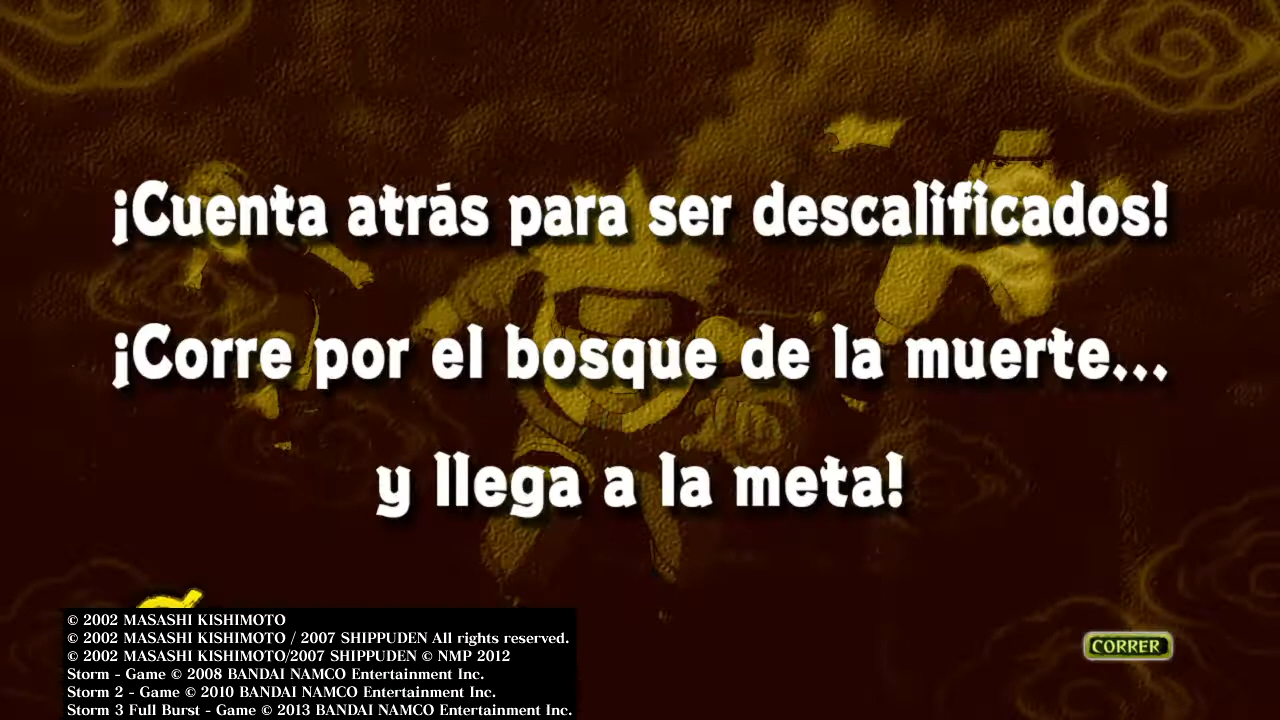 ¡Cuenta atrás para ser descalificados!
¡Corre por el bosque de la muerte...
y llega a la meta!
CORRER
© 2002 MASASHI KISHIMOTO
© 2002 MASASHI KISHIMOTO / 2007 SHIPPUDEN All rights reserved.
© 2002 MASASHI KISHIMOTO/2007 SHIPPUDEN © NMP 2012
Storm - Game © 2008 BANDAI NAMCO Entertainment Inc.
Storm 2 - Game © 2010 BANDAI NAMCO Entertainment Inc.
Storm 3 Full Burst - Game © 2013 BANDAI NAMCO Entertainment Inc.